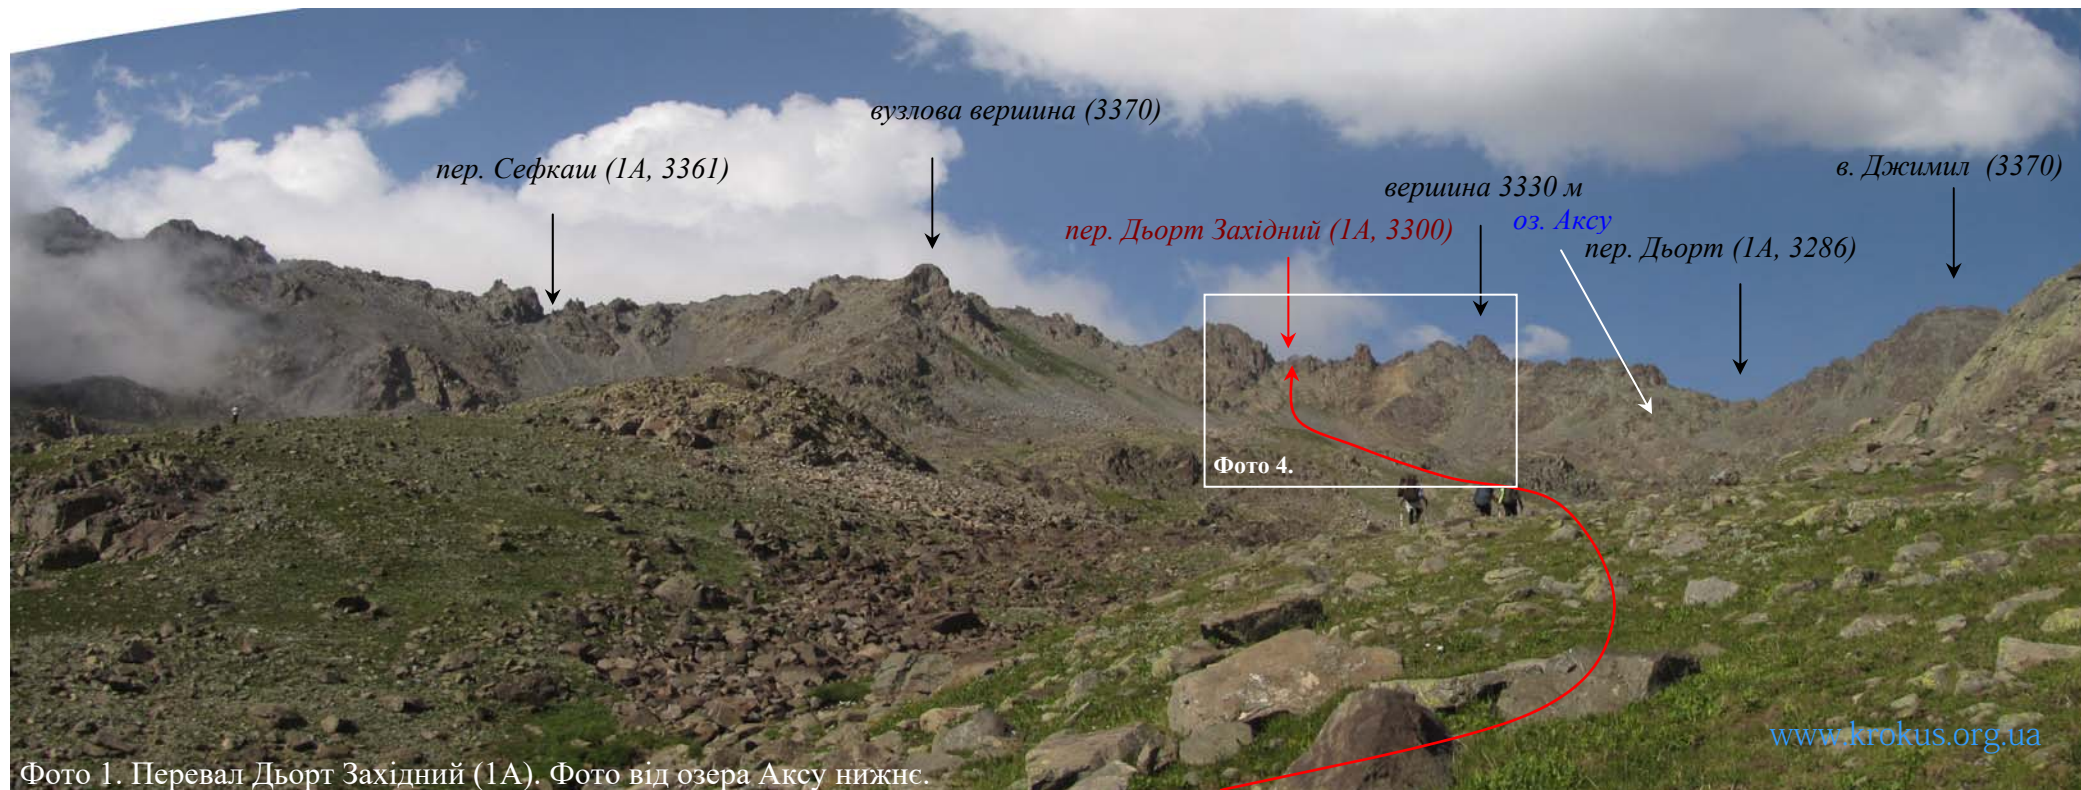 вузлова вершина (3370)
пер. Сефкаш (1А, 3361)
в. Джимил (3370)
вершина 3330 м
оз. Аксу
пер. Дьорт Західний (1А, 3300)
пер. Дьорт (1А, 3286)
Фото 4.
www.krokus.org.ua
Фото 1. Перевал Дьорт Західний (1А). Фото від озера Аксу нижнє.